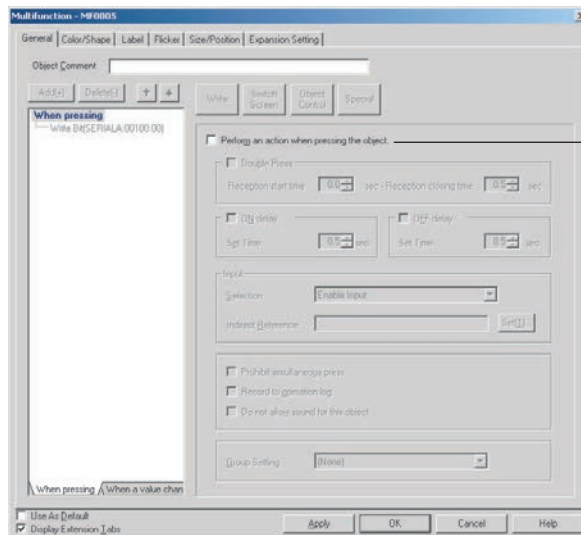 Multifunction - MF0005
General Color/Shape Label Flicker Size/Position Expansion Setting
Object Comment
Add[+] Delete[-]
Write Switch Screen Object Control Special
When pressing
Write Bit(SERIALA:00100.00)
Perform an action when pressing the object.
Double Press
Reception start time 0.0 sec - Reception closing time 0.5 sec
ON delay OFF delay
Set Time 0.5 sec Set Time 0.5 sec
Input
Selection Enable Input
Indirect Reference Set[T]
Prohibit simultaneous press
Record to operation log
Do not allow sound for this object
Group Setting (None)
When pressing When a value chan
Use As Default
Display Extension Tabs
Apply OK Cancel Help